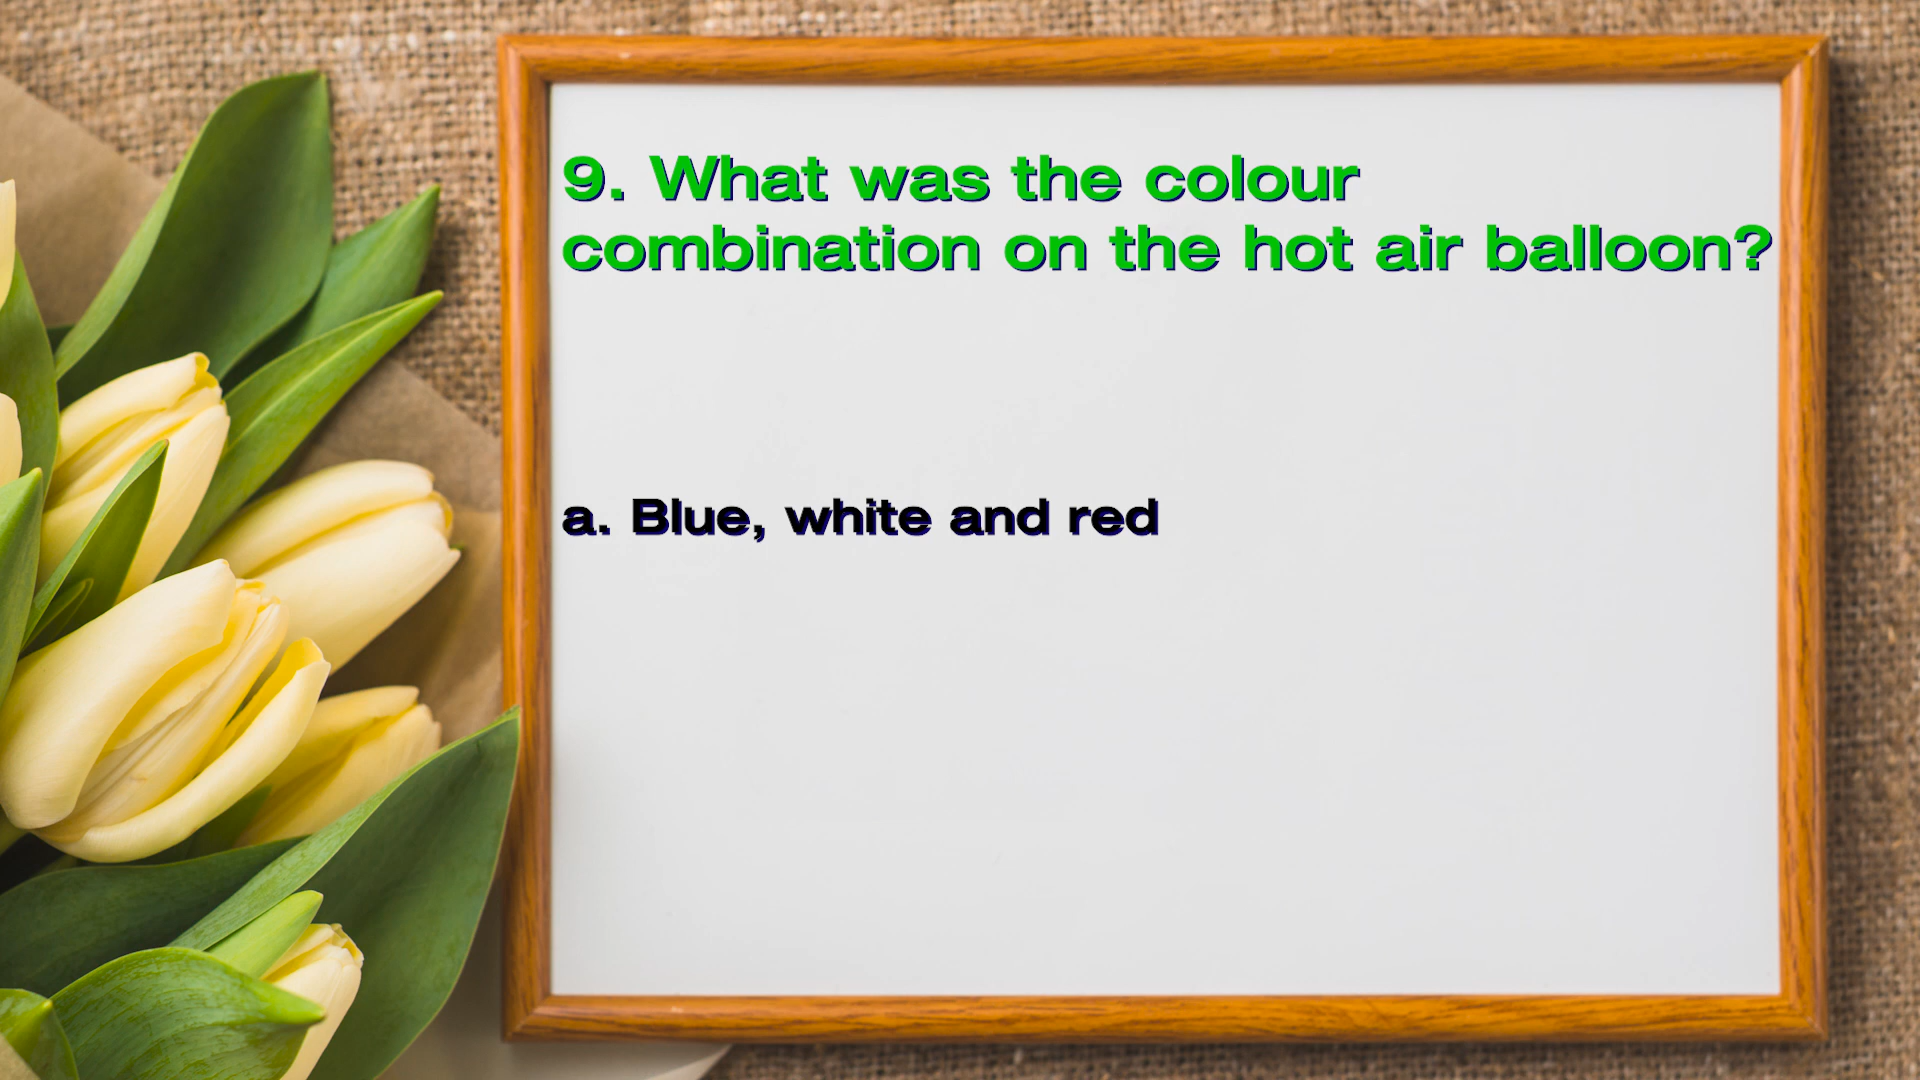 9. What was the colour
combination on the hot air balloon?
a. Blue, white and red